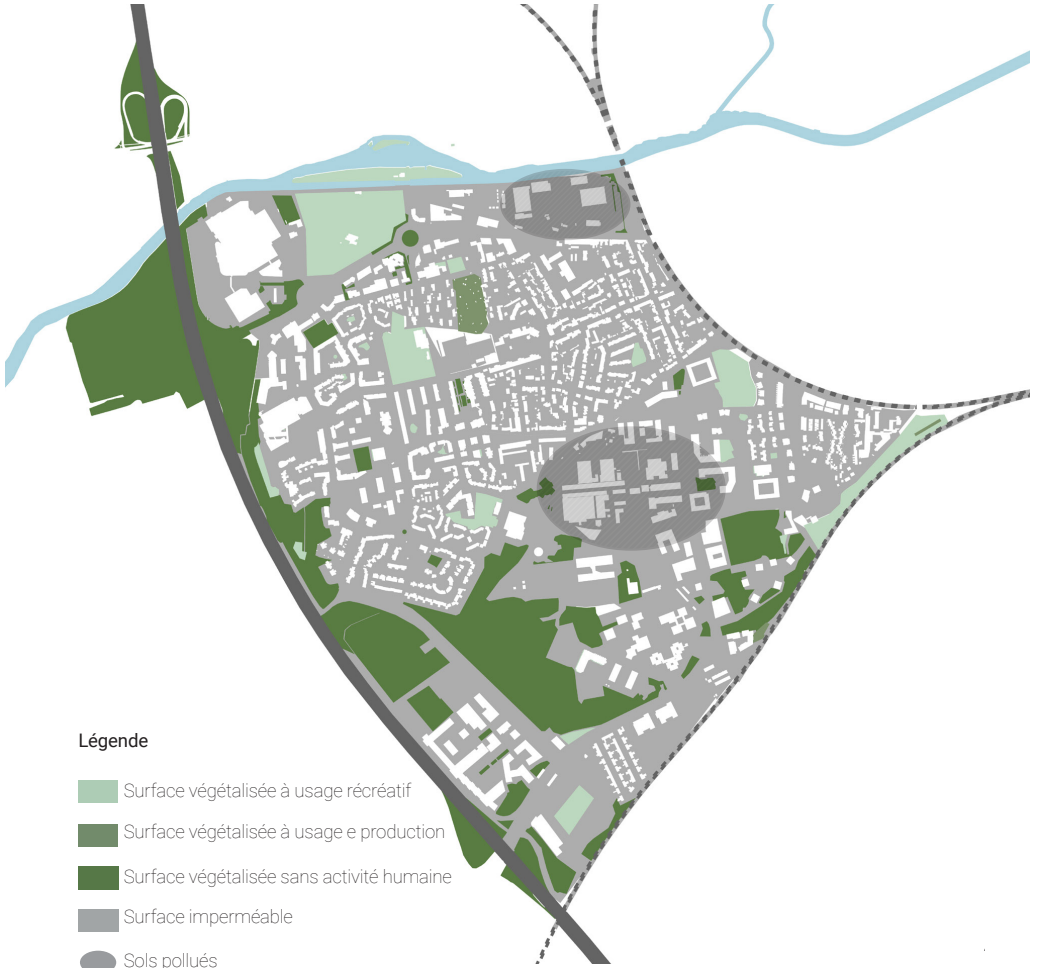 Légende
Surface végétalisée à usage récréatif
Surface végétalisée à usage e production
Surface végétalisée sans activité humaine
Surface imperméable
Sols pollués